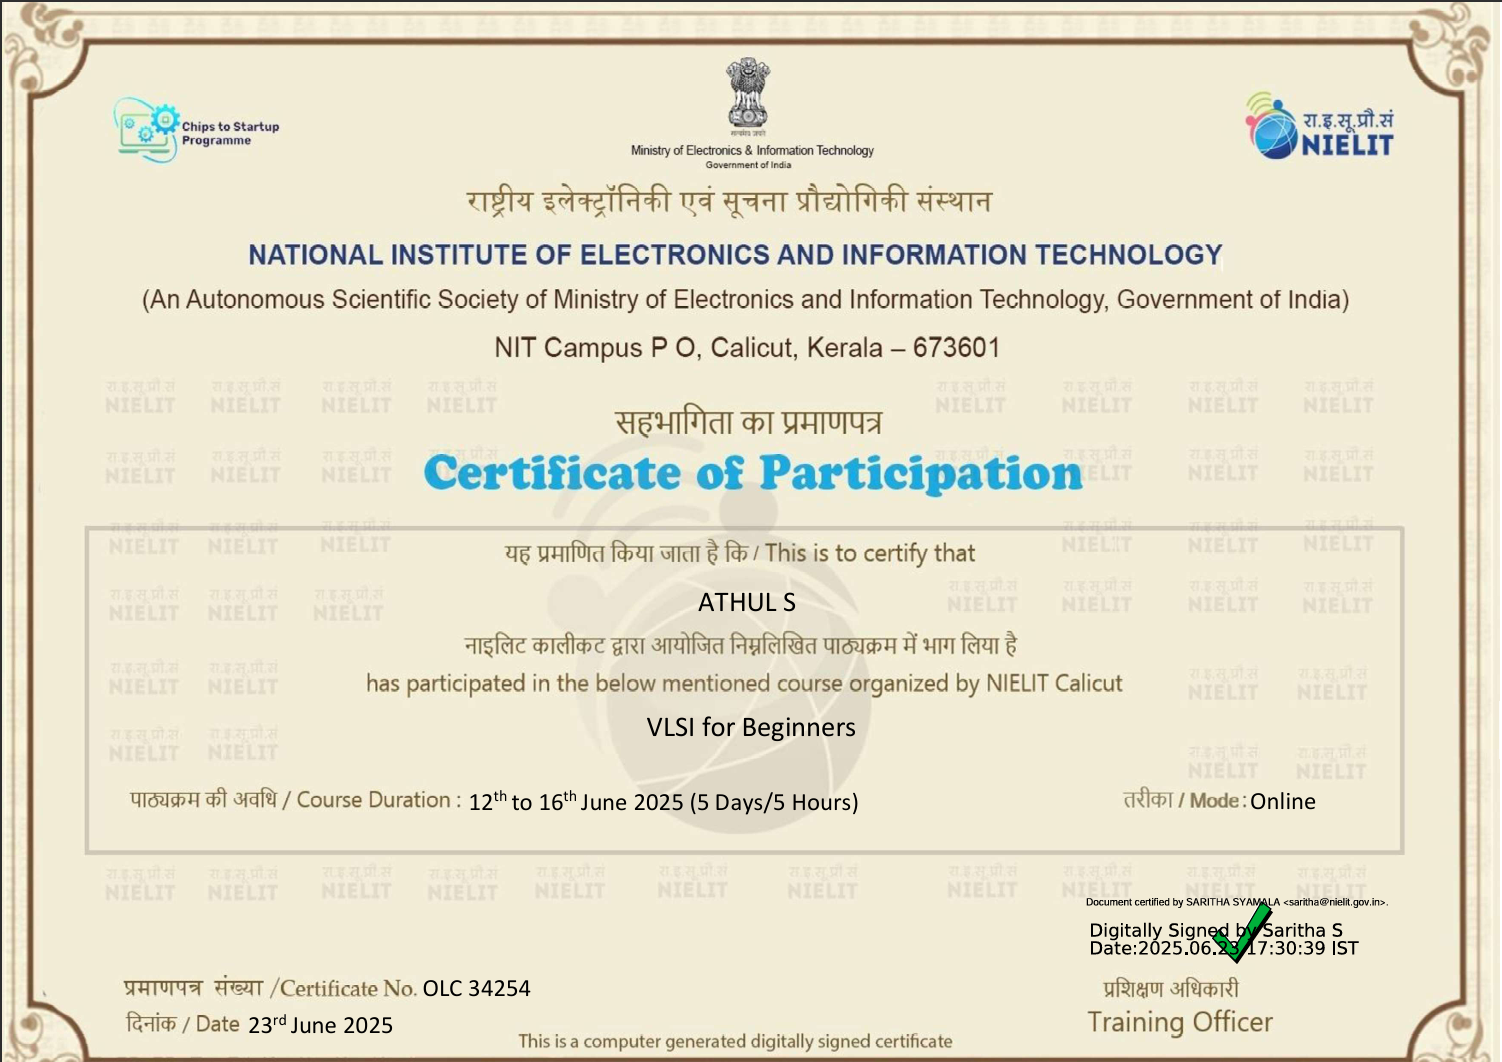 Chips to Startup
Programme
सत्यमेव जयते
Ministry of Electronics & Information Technology
Government of India
रा.इ.सू.प्रौ.सं
NIELIT
राष्ट्रीय इलेक्ट्रॉनिकी एवं सूचना प्रौद्योगिकी संस्थान
NATIONAL INSTITUTE OF ELECTRONICS AND INFORMATION TECHNOLOGY
(An Autonomous Scientific Society of Ministry of Electronics and Information Technology, Government of India)
NIT Campus P O, Calicut, Kerala – 673601
सहभागिता का प्रमाणपत्र
Certificate of Participation
यह प्रमाणित किया जाता है कि / This is to certify that
ATHUL S
नाइलिट कालीकट द्वारा आयोजित निम्नलिखित पाठ्यक्रम में भाग लिया है
has participated in the below mentioned course organized by NIELIT Calicut
VLSI for Beginners
पाठ्यक्रम की अवधि / Course Duration : 12th to 16th June 2025 (5 Days/5 Hours)
तरीका / Mode : Online
Document certified by SARITHA SYAMALA <saritha@nielit.gov.in>.
Digitally Signed by Saritha S
Date:2025.06.23 17:30:39 IST
प्रमाणपत्र संख्या /Certificate No. OLC 34254
प्रशिक्षण अधिकारी
दिनांक / Date 23rd June 2025
Training Officer
This is a computer generated digitally signed certificate